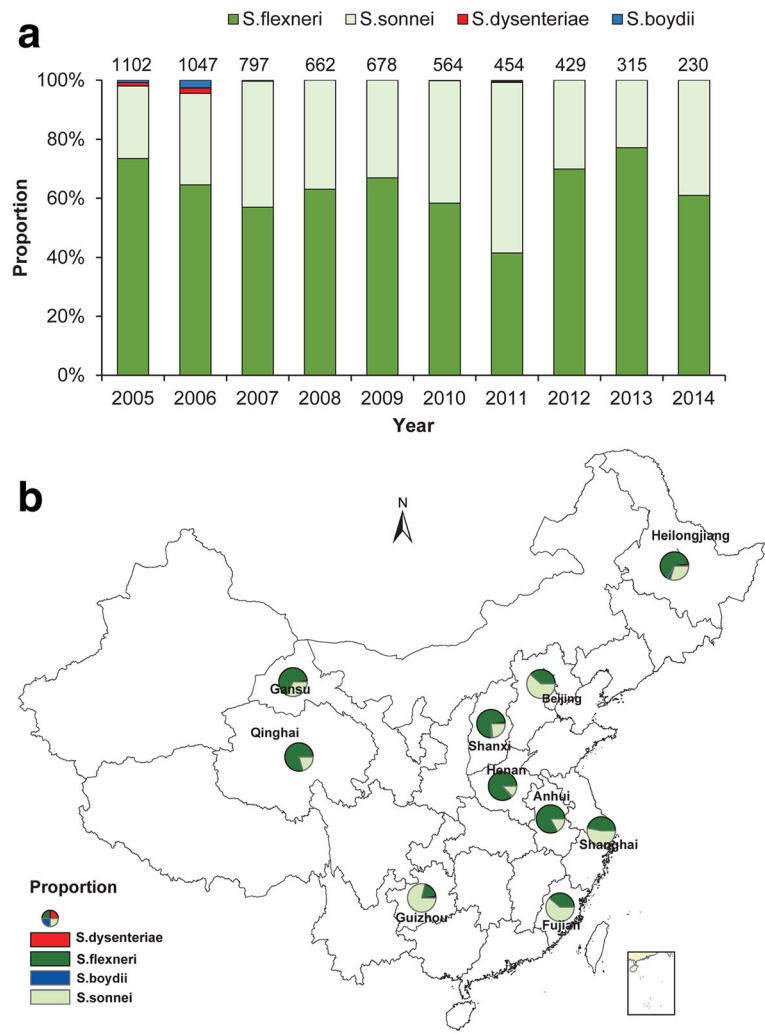 a
S.flexneri S.sonnei S.dysenteriae S.boydii
1102 1047 797 662 678 564 454 429 315 230
100%
80%
60%
40%
20%
0%
Proportion
2005 2006 2007 2008 2009 2010 2011 2012 2013 2014
Year
b
N
Heilongjiang
Gansu
Beijing
Qinghai
Shanxi
Henan
Anhui
Shanghai
Guizhou
Fujian
Proportion
S.dysenteriae
S.flexneri
S.boydii
S.sonnei